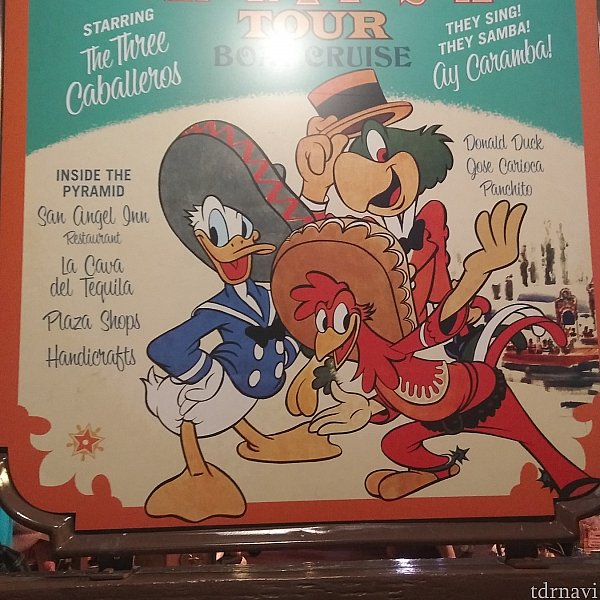 TOUR
BOAT CRUISE
STARRING
The Three
Caballeros
THEY SING!
THEY SAMBA!
Ay Caramba!
INSIDE THE
PYRAMID
San Angel Inn
Restaurant
La Cava
del Tequila
Plaza Shops
Handicrafts
Donald Duck
Jose Carioca
Panchito
tdrnavi